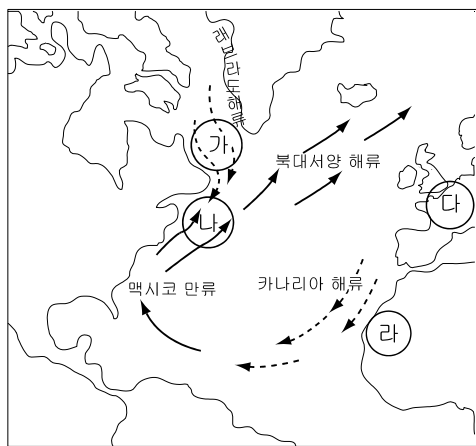 래브라도해류
가
북대서양 해류
다
나
맥시코 만류
카나리아 해류
라